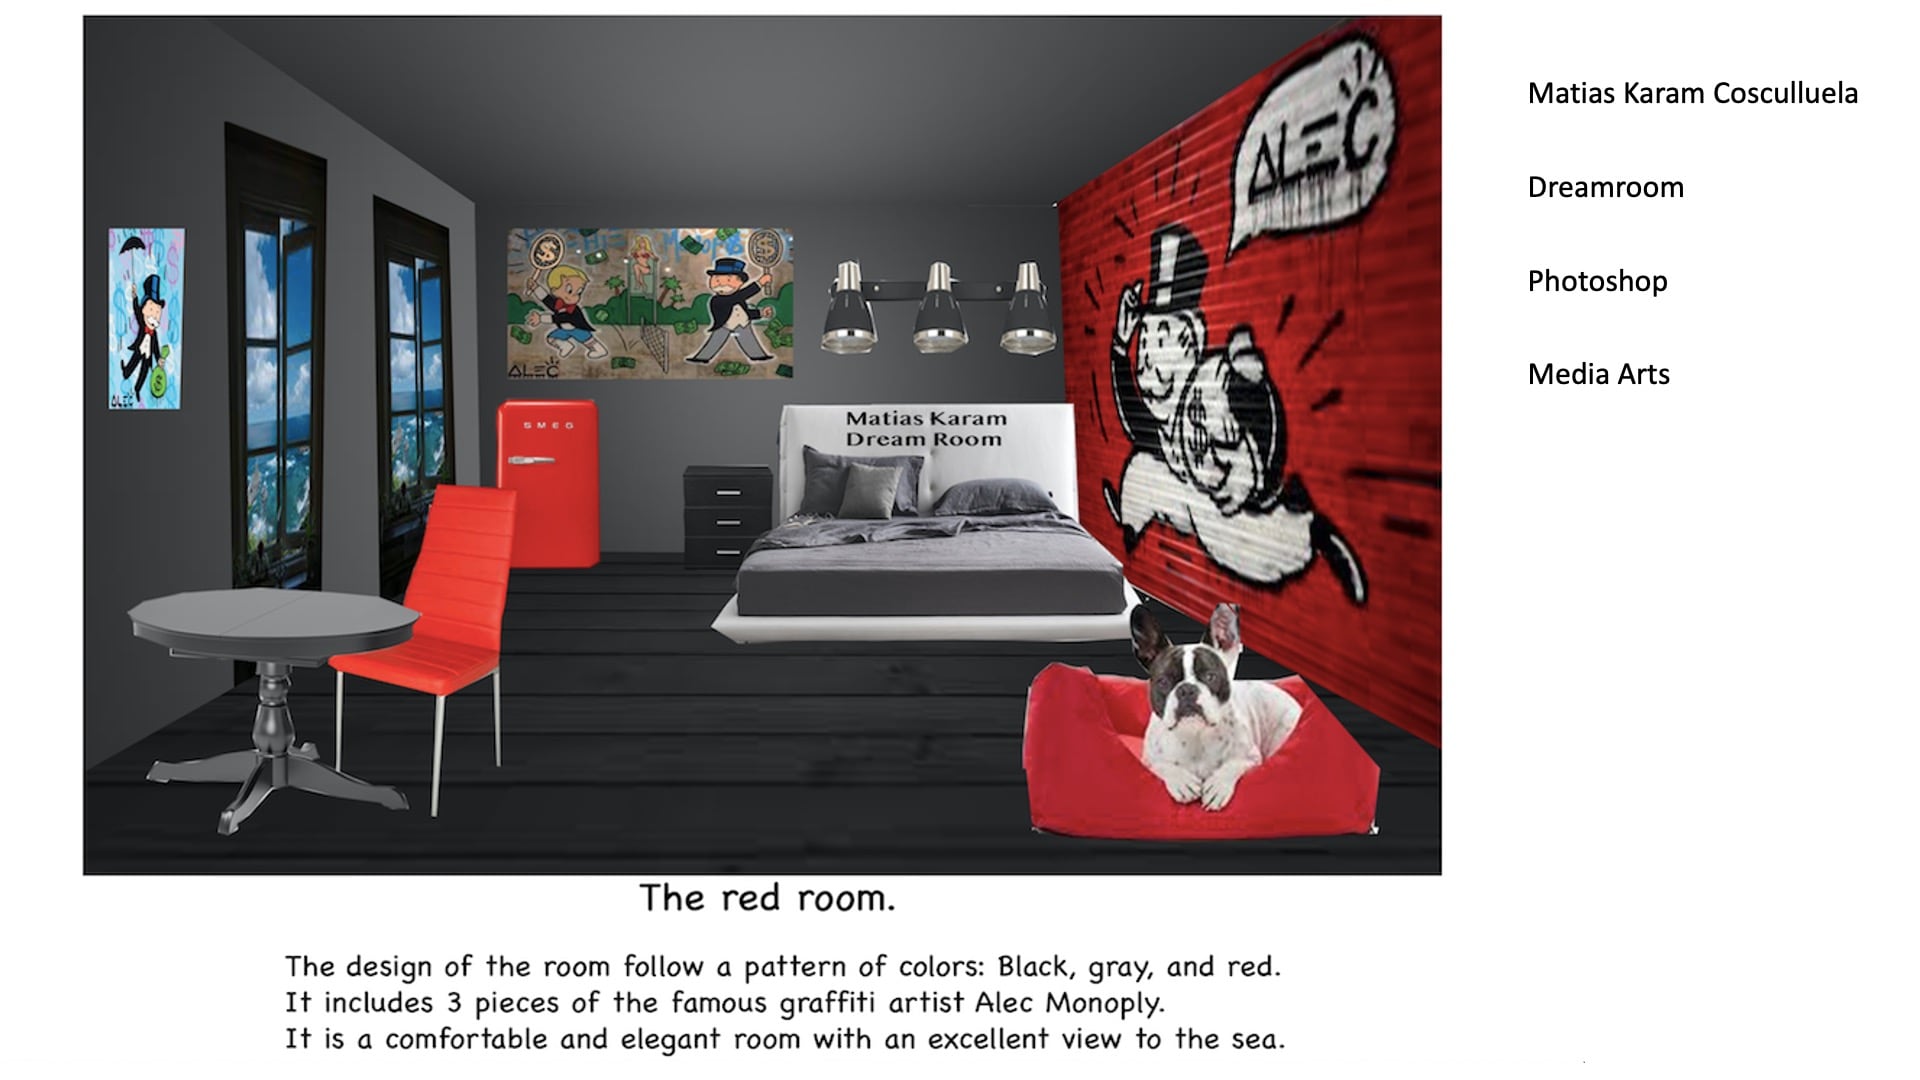 Matias Karam Cosculluela
Dreamroom
Photoshop
Media Arts
ALEC
ALEC
ALEC
SMEG
Matias Karam
Dream Room
The red room.
The design of the room follow a pattern of colors: Black, gray, and red.
It includes 3 pieces of the famous graffiti artist Alec Monoply.
It is a comfortable and elegant room with an excellent view to the sea.